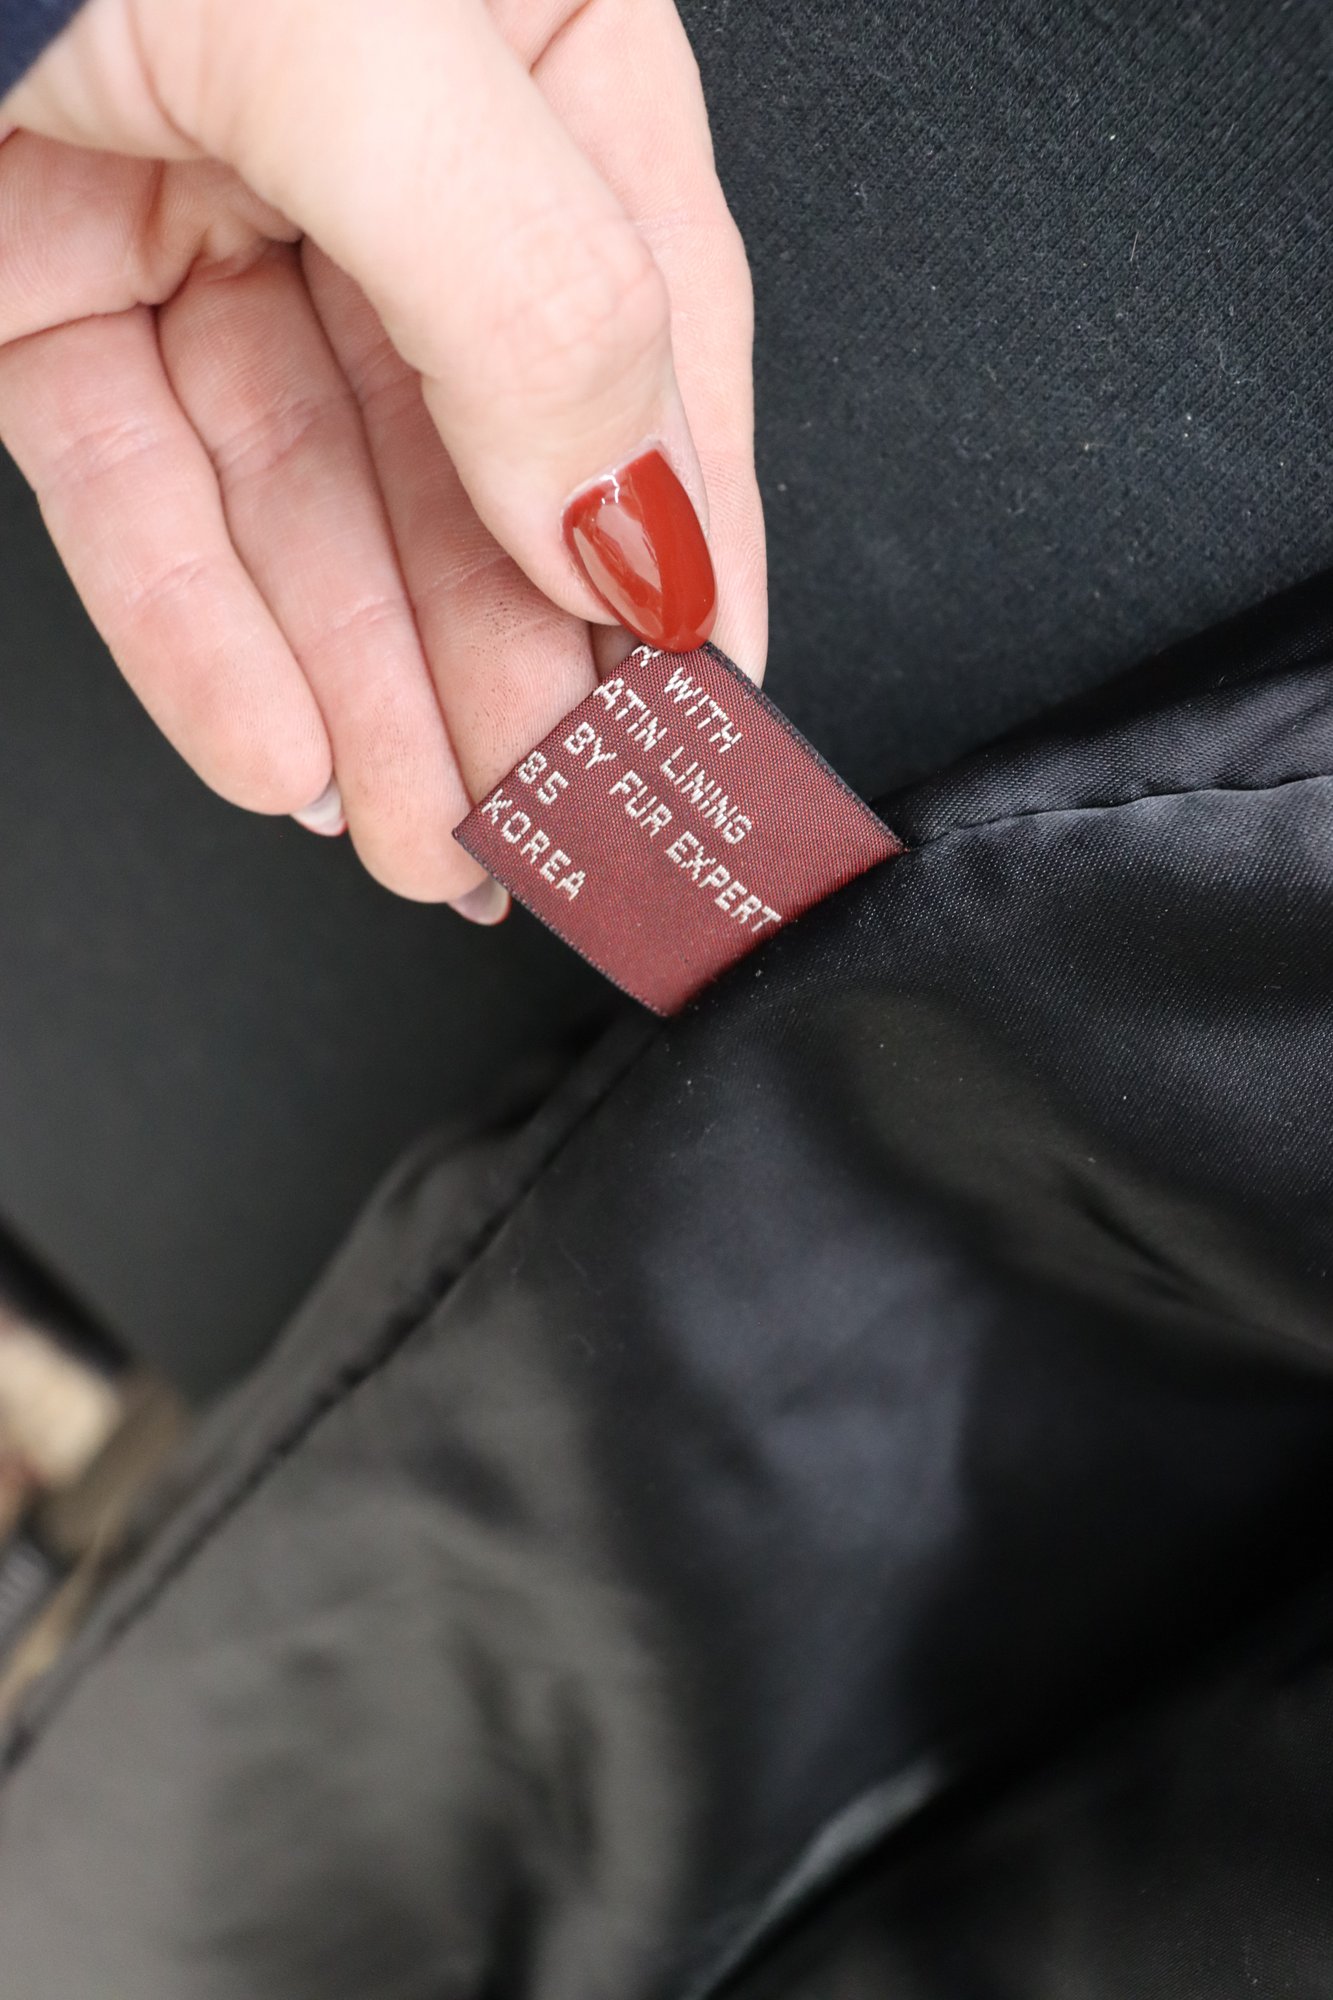 WITH
ATIN LINING
BY FUR EXPERT
85
KOREA